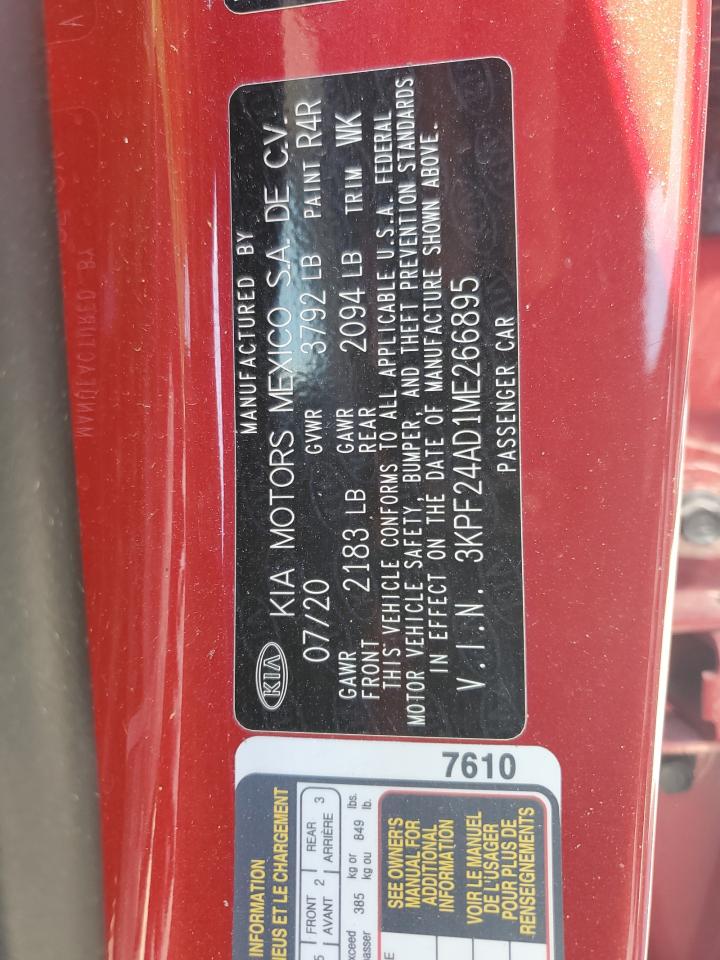 MANUFACTURED BY
KIA KIA MOTORS MEXICO S.A. DE C.V.
07/20 GVWR 3792 LB PAINT R4R
GAWR FRONT 2183 LB GAWR REAR 2094 LB TRIM WK
THIS VEHICLE CONFORMS TO ALL APPLICABLE U.S.A. FEDERAL
MOTOR VEHICLE SAFETY, BUMPER, AND THEFT PREVENTION STANDARDS
IN EFFECT ON THE DATE OF MANUFACTURE SHOWN ABOVE.
V.I.N. 3KPF24AD1ME266895
PASSENGER CAR
7610
INFORMATION
ET LE CHARGEMENT
FRONT 2 REAR 3
AVANT ARRIÈRE
385 kg or 849 lbs.
kg ou lb.
SEE OWNER'S
MANUAL FOR
ADDITIONAL
INFORMATION
VOIR LE MANUEL
DE L'USAGER
POUR PLUS DE
RENSEIGNEMENTS